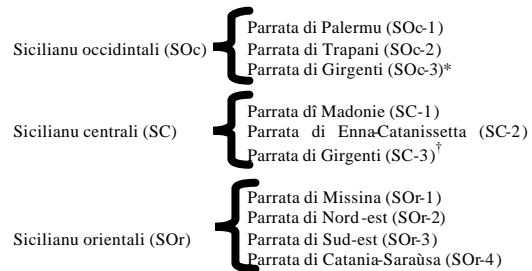 Sicilianu occidintali (SOc)
Parrata di Palermu (SOc-1)
Parrata di Trapani (SOc-2)
Parrata di Girgenti (SOc-3)*
Sicilianu centrali (SC)
Parrata dî Madonie (SC-1)
Parrata di Enna-Catanissetta (SC-2)
Parrata di Girgenti (SC-3)†
Sicilianu orientali (SOr)
Parrata di Missina (SOr-1)
Parrata di Nord-est (SOr-2)
Parrata di Sud-est (SOr-3)
Parrata di Catania-Saraùsa (SOr-4)